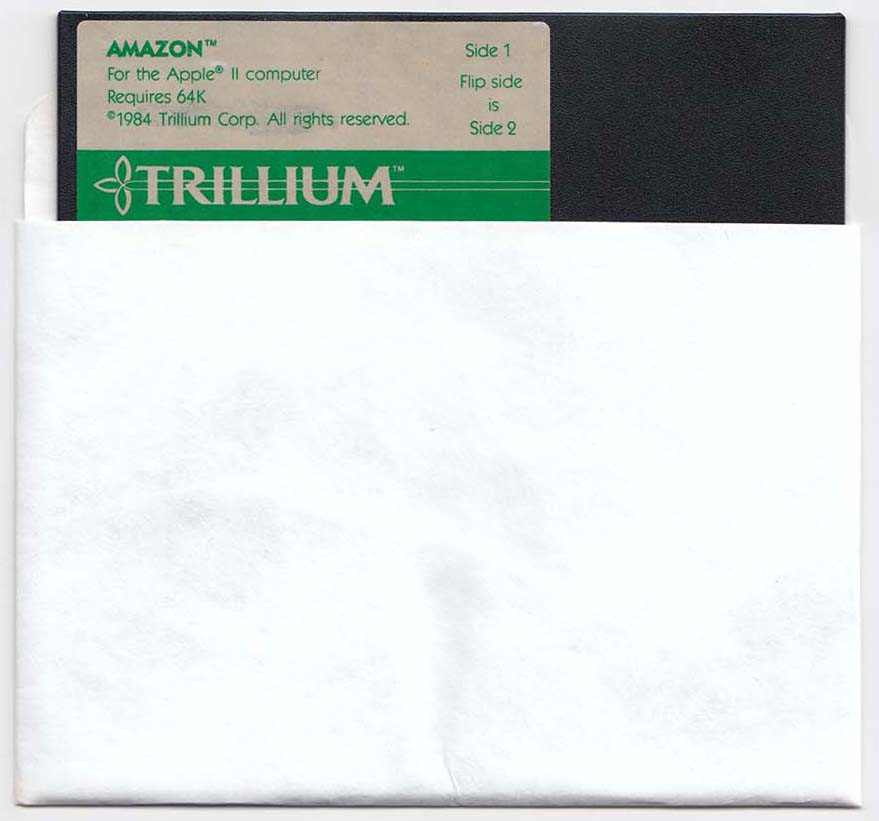 AMAZON™
For the Apple® II computer
Requires 64K
©1984 Trillium Corp. All rights reserved.
Side 1
Flip side
is
Side 2
TRILLIUM™